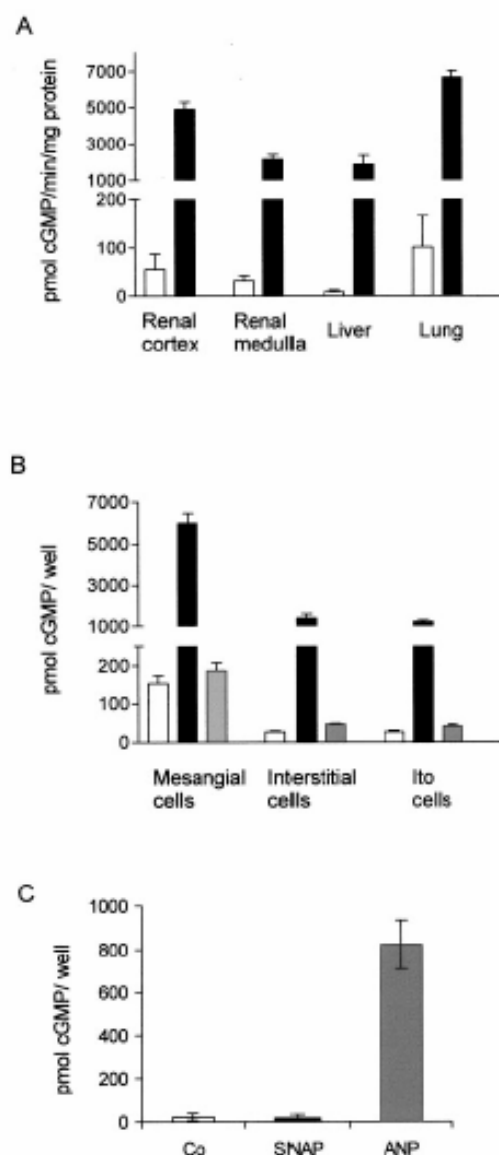 A
pmol cGMP/min/mg protein
7000
5000
3000
1000
200
100
0
Renal cortex
Renal medulla
Liver
Lung
B
pmol cGMP/ well
7000
5000
3000
1000
200
100
0
Mesangial cells
Interstitial cells
Ito cells
C
pmol cGMP/ well
1000
800
600
400
200
0
Co
SNAP
ANP